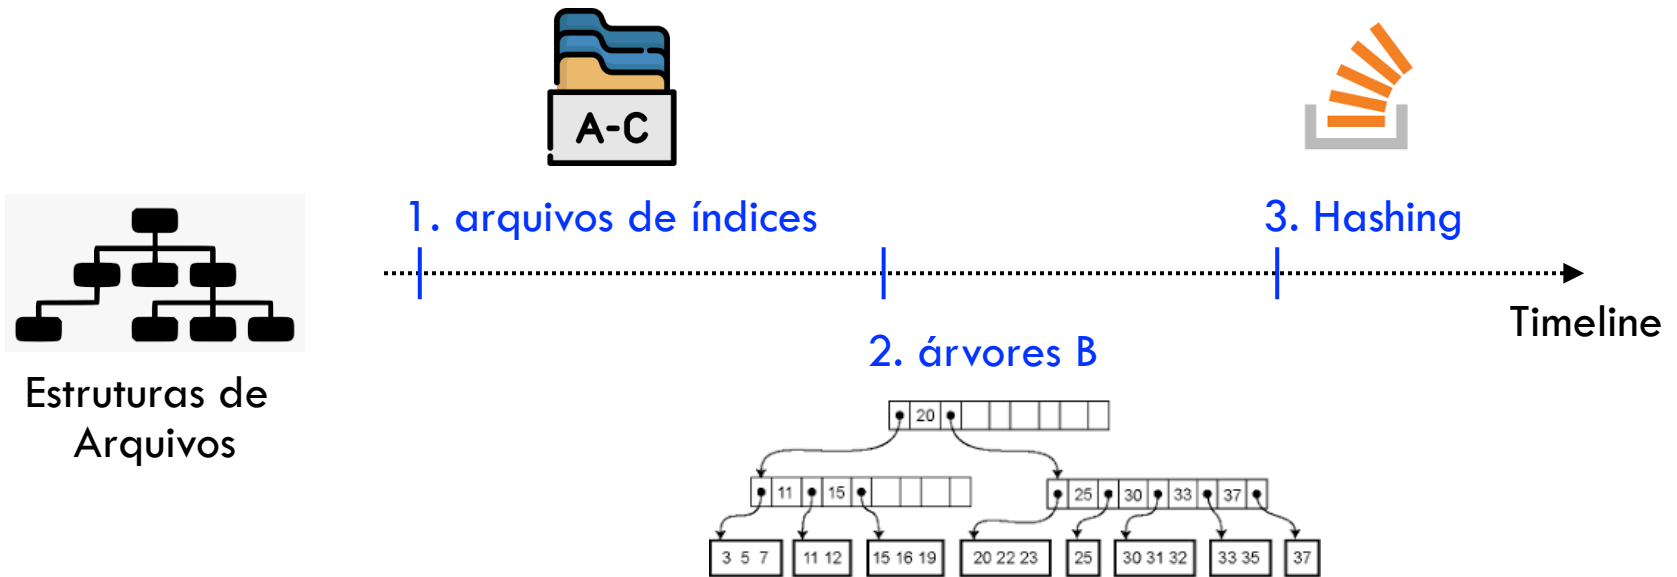 A-C
1. arquivos de índices
3. Hashing
Timeline
2. árvores B
Estruturas de
Arquivos
20
11 15
25 30 33 37
3 5 7
11 12
15 16 19
20 22 23
25
30 31 32
33 35
37